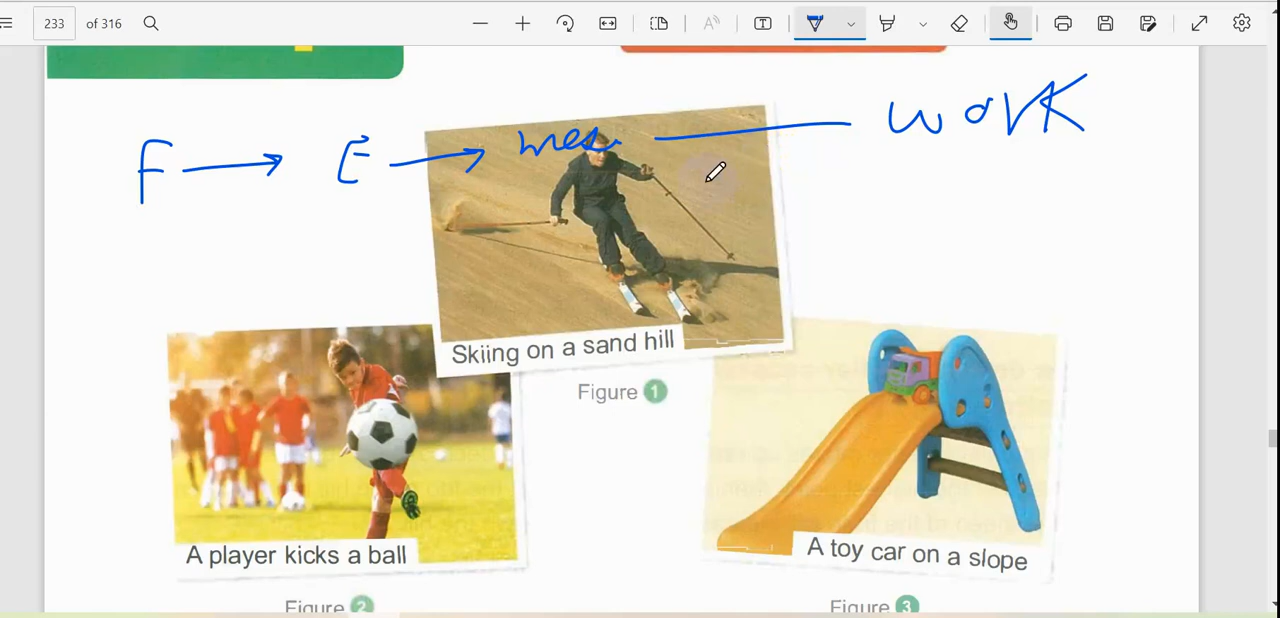 233 of 316
F E work
Skiing on a sand hill
Figure 1
A player kicks a ball
A toy car on a slope
Figure 2
Figure 3